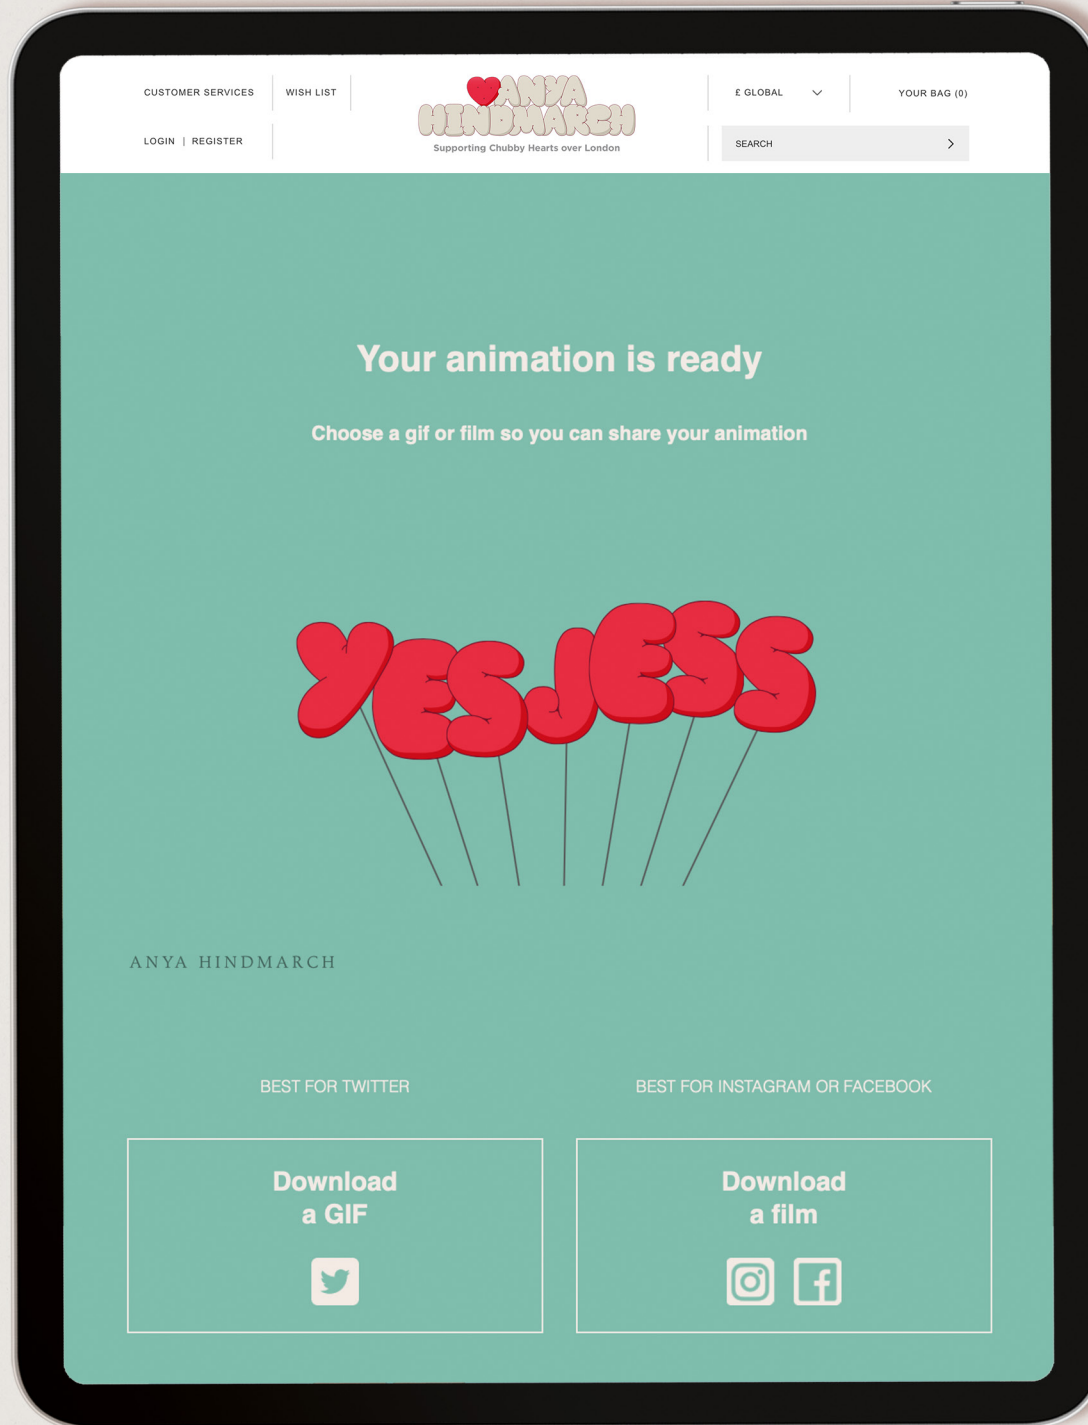 CUSTOMER SERVICES
WISH LIST
LOGIN | REGISTER
ANYA
HINDMARCH
Supporting Chubby Hearts over London
£ GLOBAL
YOUR BAG (0)
SEARCH
Your animation is ready
Choose a gif or film so you can share your animation
YESJESS
ANYA HINDMARCH
BEST FOR TWITTER
BEST FOR INSTAGRAM OR FACEBOOK
Download
a GIF
Download
a film